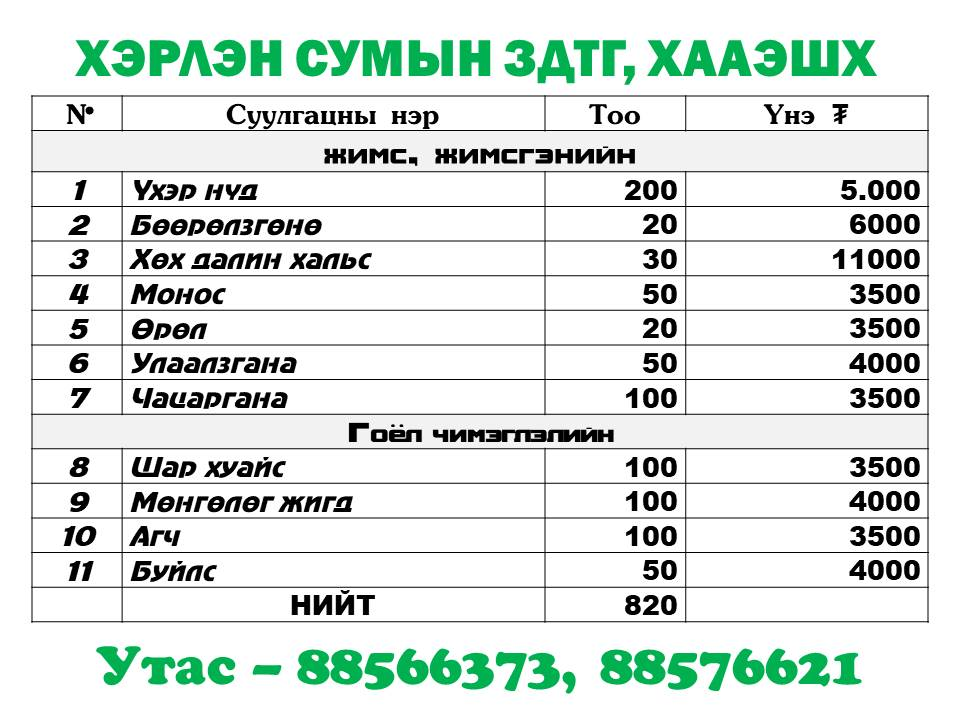 ХЭРЛЭН СУМЫН ЗДТГ, ХААЭШХ
№ Суулгацны нэр Тоо Үнэ ₮
жимс, жимсгэнийн
1 Үхэр нүд 200 5.000
2 Бөөрөлзгөнө 20 6000
3 Хөх далин хальс 30 11000
4 Монос 50 3500
5 Өрөл 20 3500
6 Улаалзгана 50 4000
7 Чацаргана 100 3500
Гоёл чимэглэлийн
8 Шар хуайс 100 3500
9 Мөнгөлөг жигд 100 4000
10 Агч 100 3500
11 Буйлс 50 4000
НИЙТ 820
Утас – 88566373, 88576621